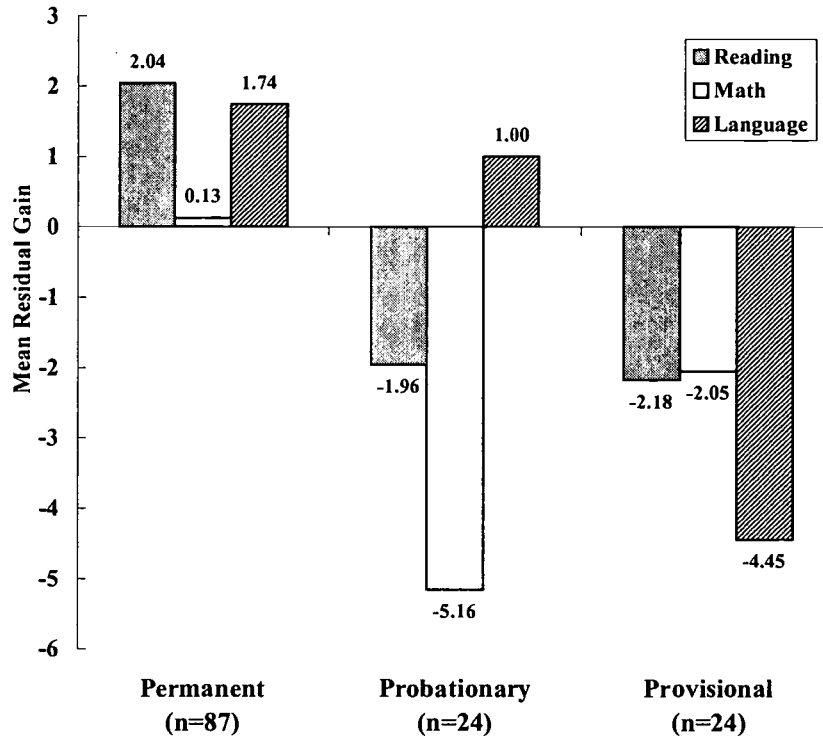 3
2
1
0
-1
-2
-3
-4
-5
-6
Mean Residual Gain
2.04
0.13
1.74
-1.96
-5.16
1.00
-2.18
-2.05
-4.45
Reading
Math
Language
Permanent
(n=87)
Probationary
(n=24)
Provisional
(n=24)